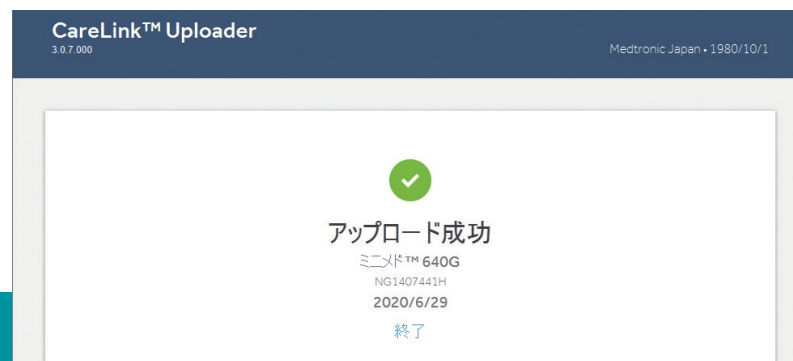 CareLink™ Uploader
3.0.7.000
Medtronic Japan • 1980/10/1
アップロード成功
ミニメド™ 640G
NG1407441H
2020/6/29
終了